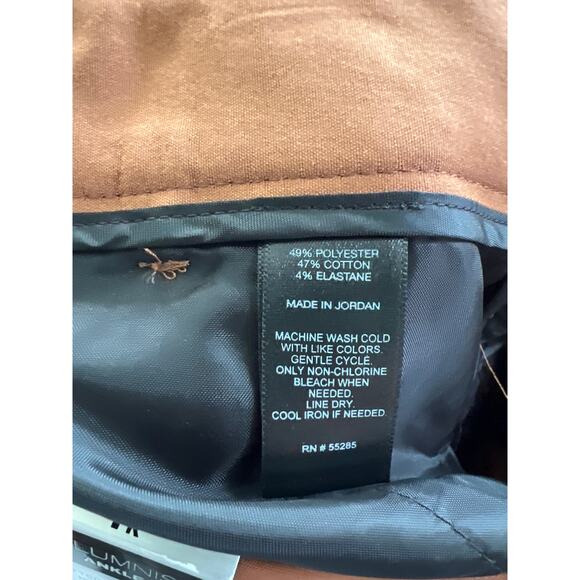 49% POLYESTER
47% COTTON
4% ELASTANE
MADE IN JORDAN
MACHINE WASH COLD
WITH LIKE COLORS.
GENTLE CYCLE.
ONLY NON-CHLORINE
BLEACH WHEN
NEEDED.
LINE DRY.
COOL IRON IF NEEDED.
RN # 55285
ANKLE